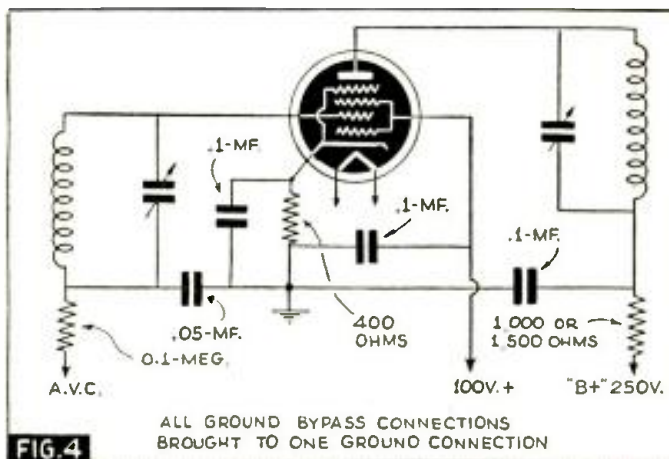 .1-MF.
.1-MF.
.1-MF.
.05-MF.
400
OHMS
1,000 OR
1,500 OHMS
0.1-MEG.
A.V.C.
100V.+
"B+" 250V.
ALL GROUND BYPASS CONNECTIONS
BROUGHT TO ONE GROUND CONNECTION
FIG.4